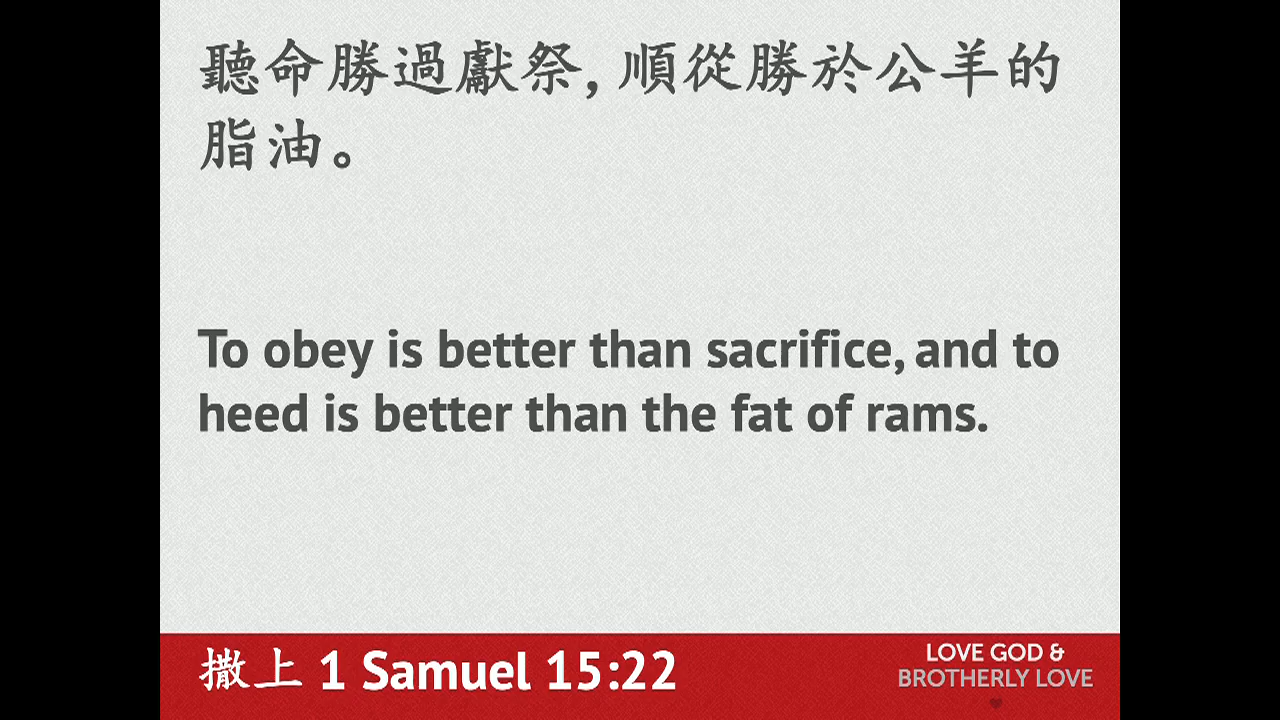 聽命勝過獻祭,順從勝於公羊的
脂油。
To obey is better than sacrifice, and to
heed is better than the fat of rams.
撒上 1 Samuel 15:22
LOVE GOD &
BROTHERLY LOVE